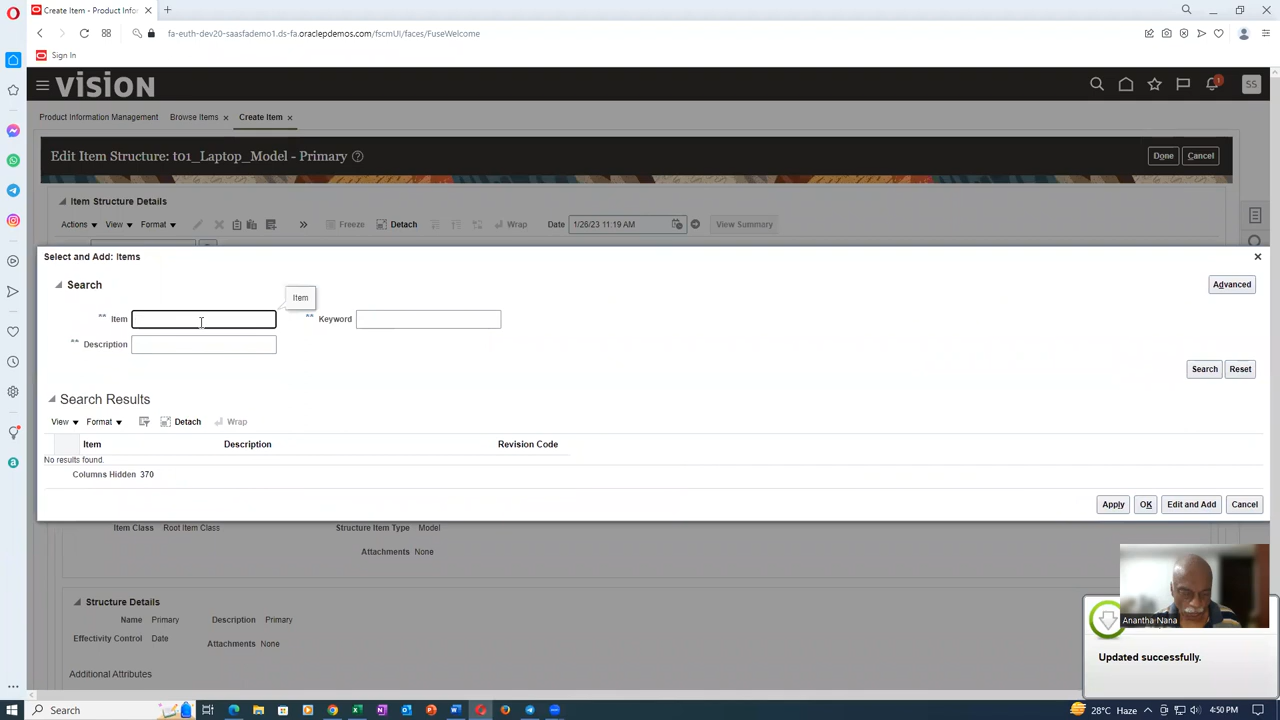 Create Item - Product Information M
fa-euth-dev20-saasfademo1.ds-fa.oraclepdemos.com/fscmUI/faces/FuseWelcome
Sign In
VISION
1
SS
Product Information Management
Browse Items
Create Item
Edit Item Structure: t01_Laptop_Model - Primary
Done
Cancel
Item Structure Details
Actions
View
Format
Freeze
Detach
Wrap
Date
1/26/23 11:19 AM
View Summary
Select and Add: Items
Search
Advanced
Item
** Item
** Keyword
** Description
Search
Reset
Search Results
View
Format
Detach
Wrap
Item
Description
Revision Code
No results found.
Columns Hidden 370
Apply
OK
Edit and Add
Cancel
Item Class Root Item Class
Structure Item Type Model
Attachments None
Structure Details
Name Primary
Description Primary
Effectivity Control Date
Attachments None
Additional Attributes
Anantha Nana
Updated successfully.
Search
28°C Haze
4:50 PM